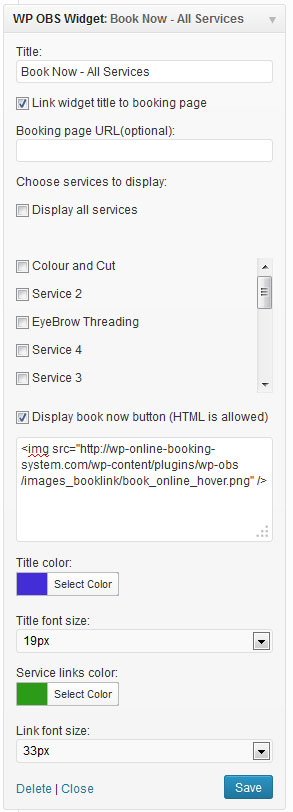 WP OBS Widget: Book Now - All Services
Title:
Book Now - All Services
Link widget title to booking page
Booking page URL(optional):
Choose services to display:
Display all services
Colour and Cut
Service 2
EyeBrow Threading
Service 4
Service 3
Display book now button (HTML is allowed)
<img src="http://wp-online-booking-
system.com/wp-content/plugins/wp-obs
/images_booklink/book_online_hover.png" />
Title color:
Select Color
Title font size:
19px
Service links color:
Select Color
Link font size:
33px
Delete | Close
Save